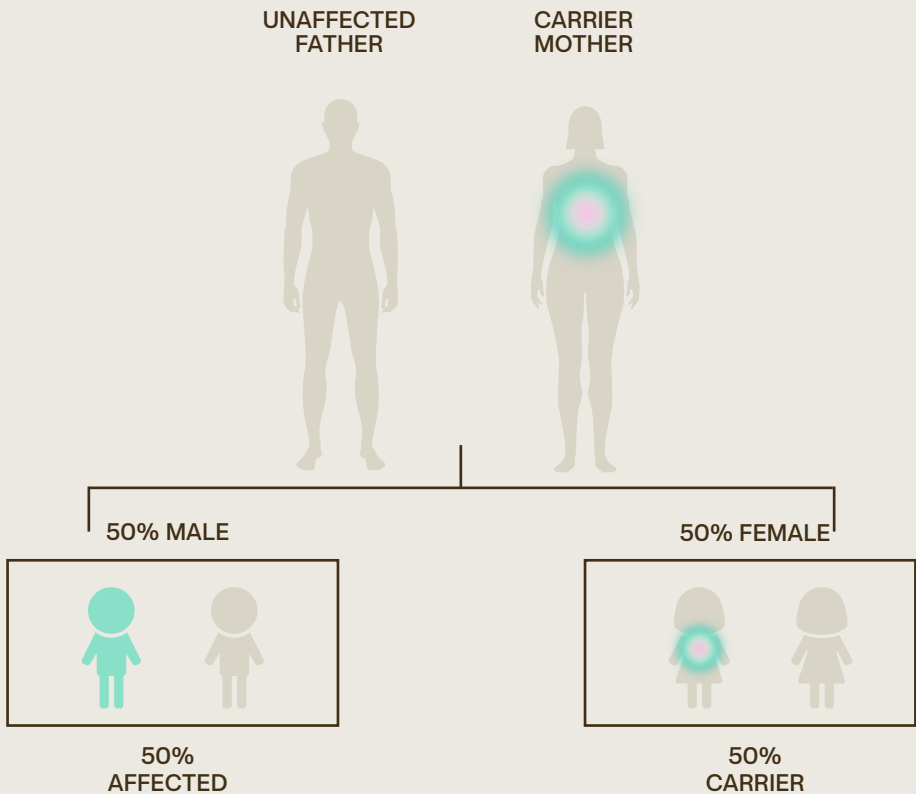 UNAFFECTED
FATHER
CARRIER
MOTHER
50% MALE
50% FEMALE
50%
AFFECTED
50%
CARRIER